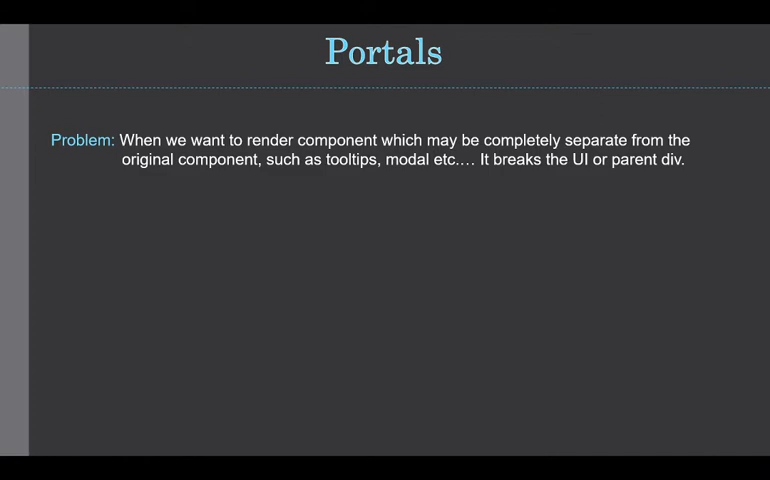 Portals
Problem: When we want to render component which may be completely separate from the
original component, such as tooltips, modal etc.… It breaks the UI or parent div.